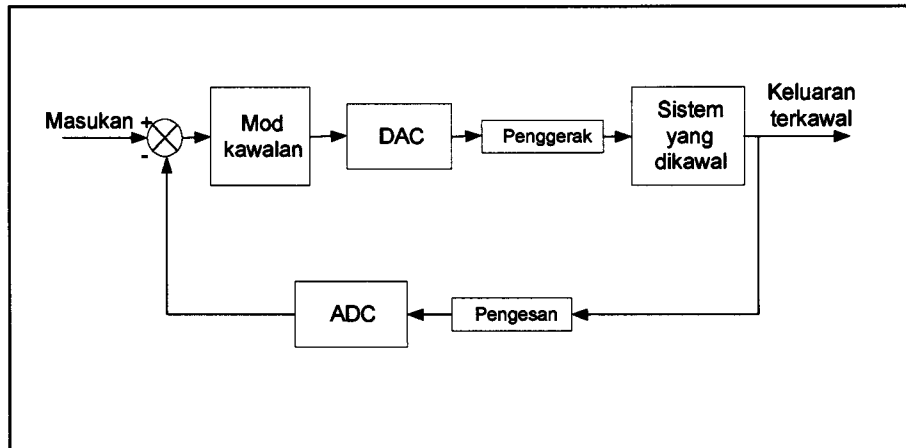 Masukan
+
-
Mod
kawalan
DAC
Penggerak
Sistem
yang
dikawal
Keluaran
terkawal
ADC
Pengesan